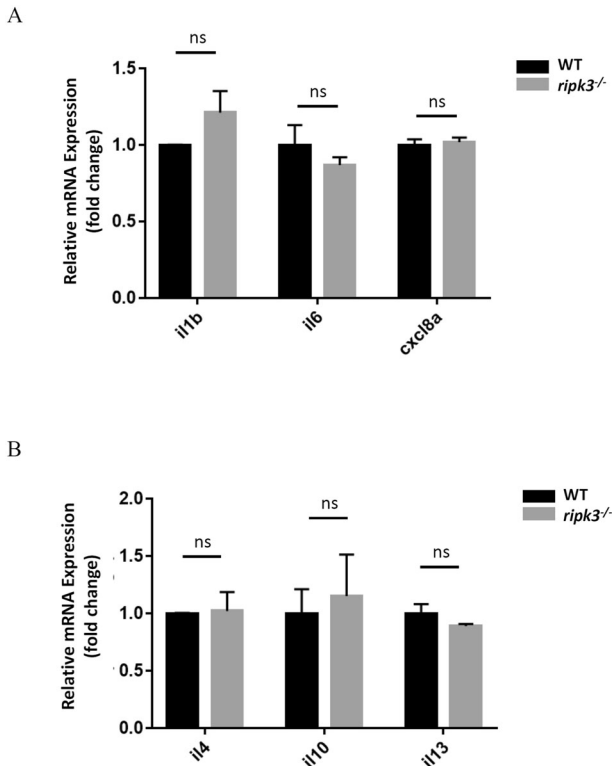 A
ns
ns
ns
WT
ripk3-/-
1.5
1.0
0.5
0.0
Relative mRNA Expression
(fold change)
il1b
il6
cxcl8a
B
ns
ns
ns
WT
ripk3-/-
2.0
1.5
1.0
0.5
0.0
Relative mRNA Expression
(fold change)
il4
il10
il13